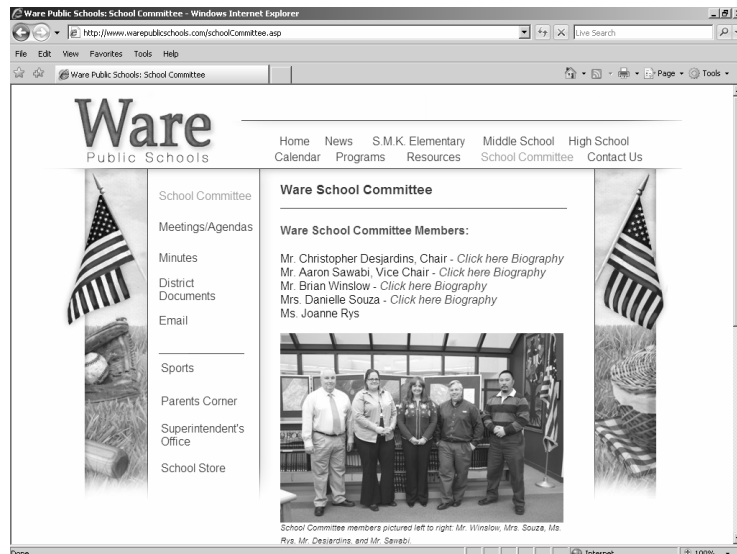 Ware Public Schools: School Committee - Windows Internet Explorer
http://www.warepublicschools.com/schoolCommittee.asp
Live Search
File Edit View Favorites Tools Help
Ware Public Schools: School Committee
Page
Tools
Ware
Public Schools
Home News S.M.K. Elementary Middle School High School
Calendar Programs Resources School Committee Contact Us
School Committee
Meetings/Agendas
Minutes
District
Documents
Email
Sports
Parents Corner
Superintendent's
Office
School Store
Ware School Committee
Ware School Committee Members:
Mr. Christopher Desjardins, Chair - Click here Biography
Mr. Aaron Sawabi, Vice Chair - Click here Biography
Mr. Brian Winslow - Click here Biography
Mrs. Danielle Souza - Click here Biography
Ms. Joanne Rys
School Committee members pictured left to right: Mr. Winslow, Mrs. Souza, Ms.
Rys, Mr. Desjardins, and Mr. Sawabi.
Done
Internet
100%